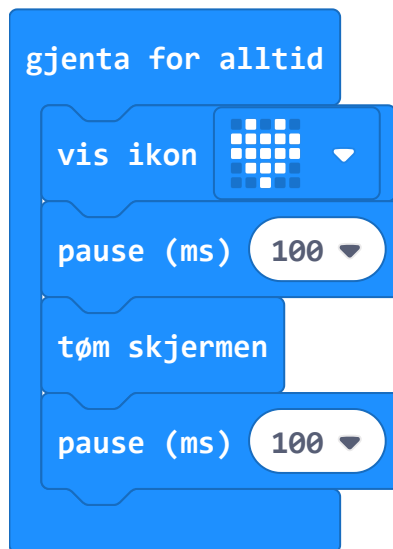 gjenta for alltid
vis ikon
pause (ms) 100
tøm skjermen
pause (ms) 100